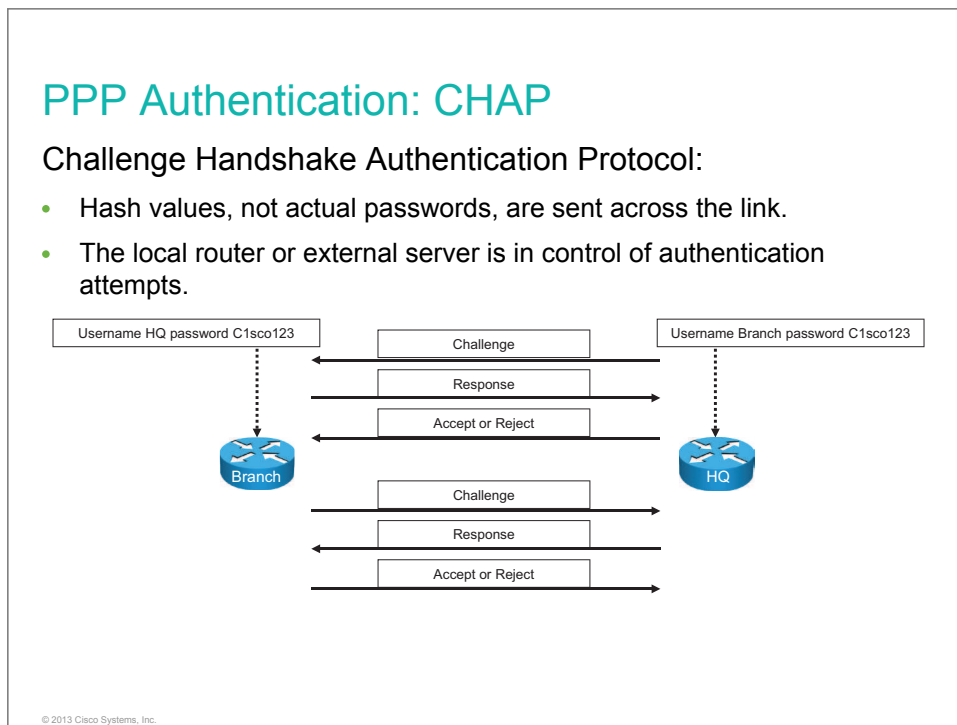 PPP Authentication: CHAP
Challenge Handshake Authentication Protocol:
• Hash values, not actual passwords, are sent across the link.
• The local router or external server is in control of authentication
attempts.
Username HQ password C1sco123
Challenge
Username Branch password C1sco123
Response
Accept or Reject
Branch
HQ
Challenge
Response
Accept or Reject
© 2013 Cisco Systems, Inc.